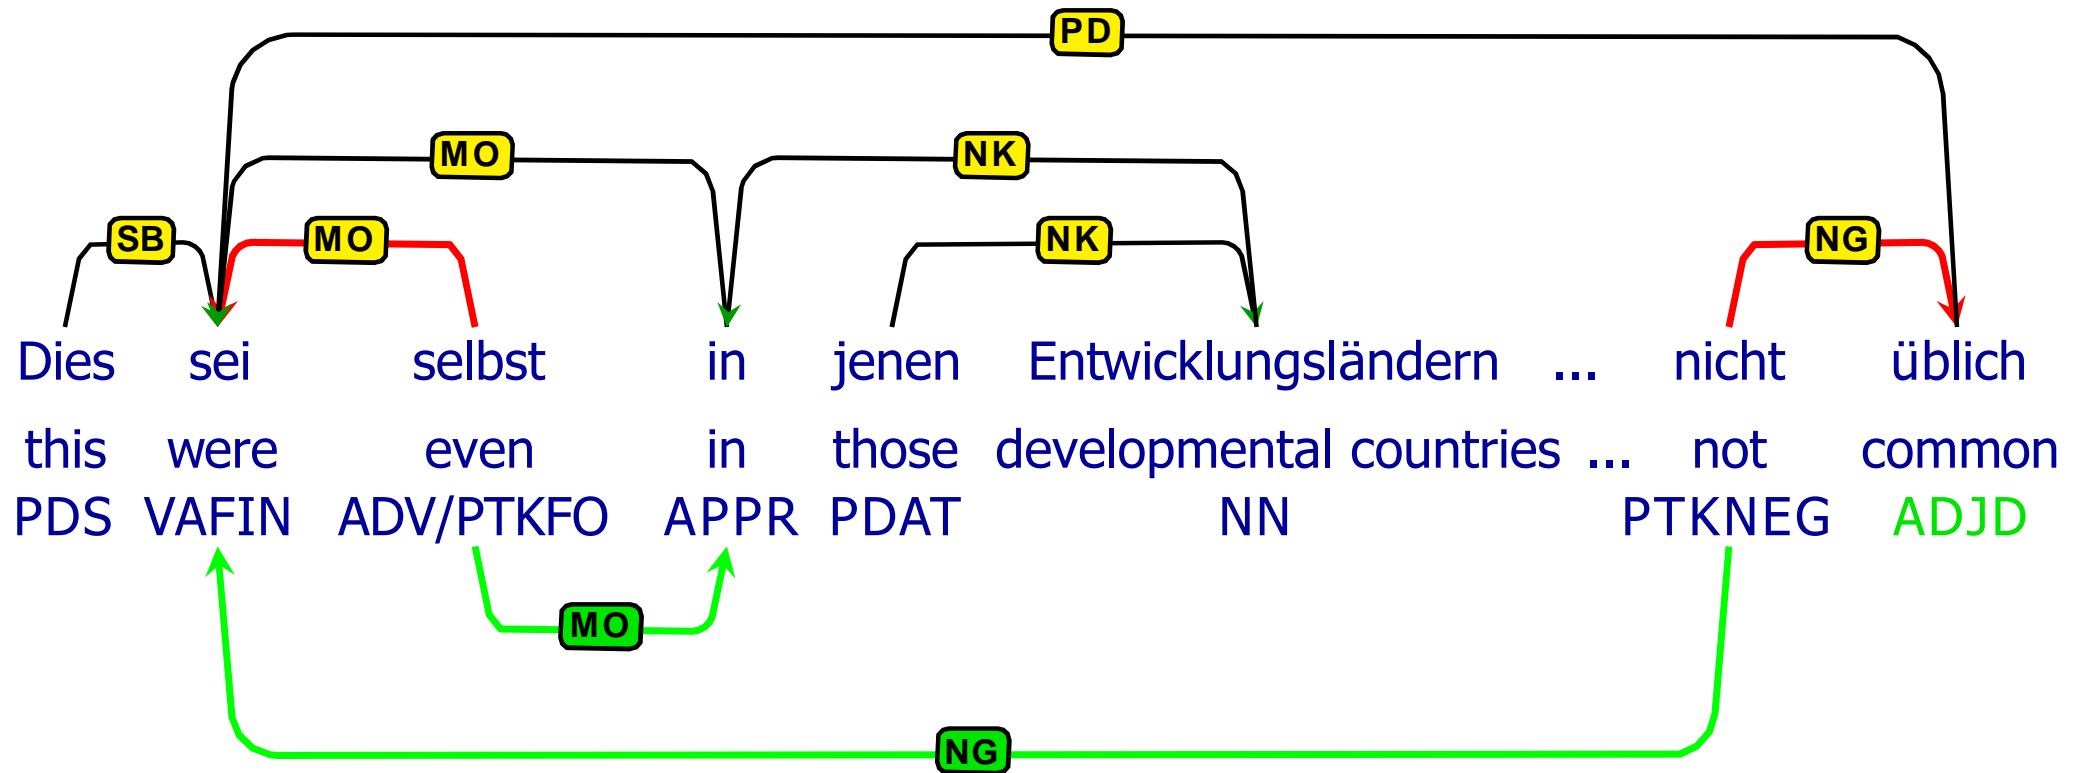 PD
MO NK
SB MO NK NG
Dies sei selbst in jenen Entwicklungsländern ... nicht üblich
this were even in those developmental countries ... not common
PDS VAFIN ADV/PTKFO APPR PDAT NN PTKNEG ADJD
MO
NG